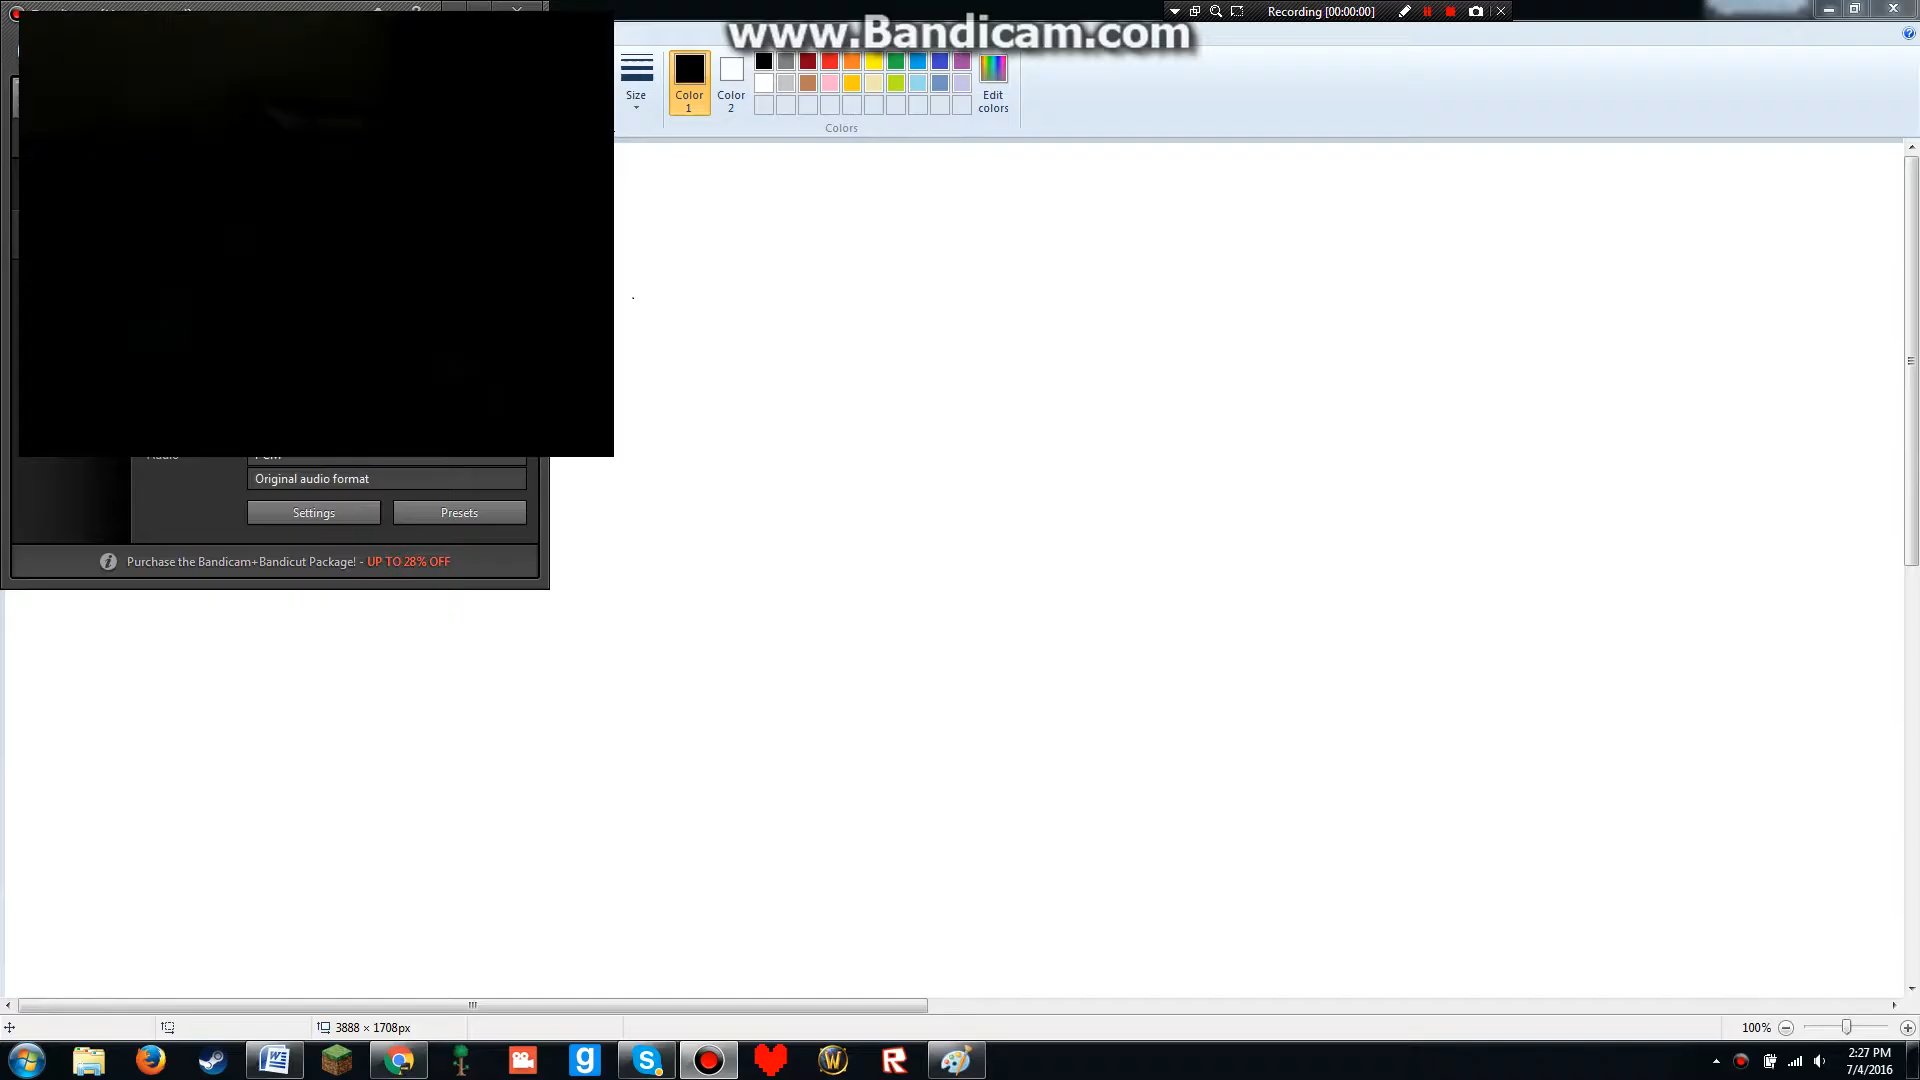 www.Bandicam.com
Recording [00:00:00]
Size
Color
1
Color
2
Edit
colors
Colors
Original audio format
Settings
Presets
Purchase the Bandicam+Bandicut Package! - UP TO 28% OFF
3888 × 1708px
100%
2:27 PM
7/4/2016